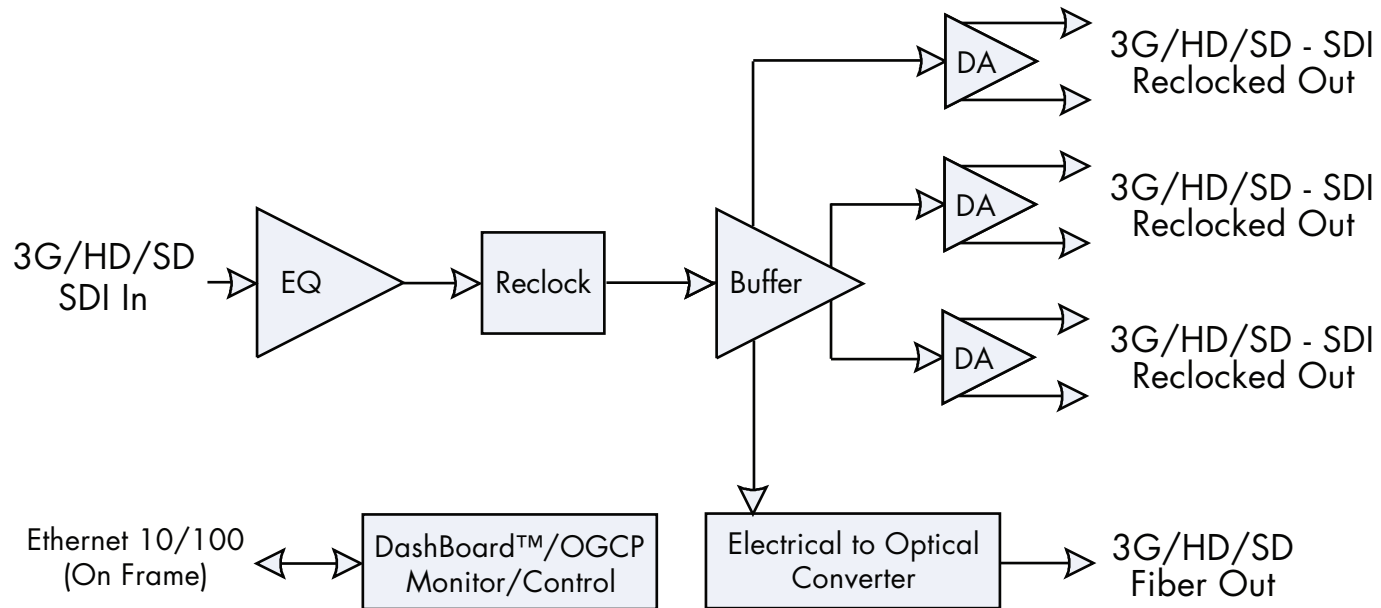 3G/HD/SD
SDI In
EQ
Reclock
Buffer
DA
3G/HD/SD - SDI
Reclocked Out
DA
3G/HD/SD - SDI
Reclocked Out
DA
3G/HD/SD - SDI
Reclocked Out
Ethernet 10/100
(On Frame)
DashBoard™/OGCP
Monitor/Control
Electrical to Optical
Converter
3G/HD/SD
Fiber Out